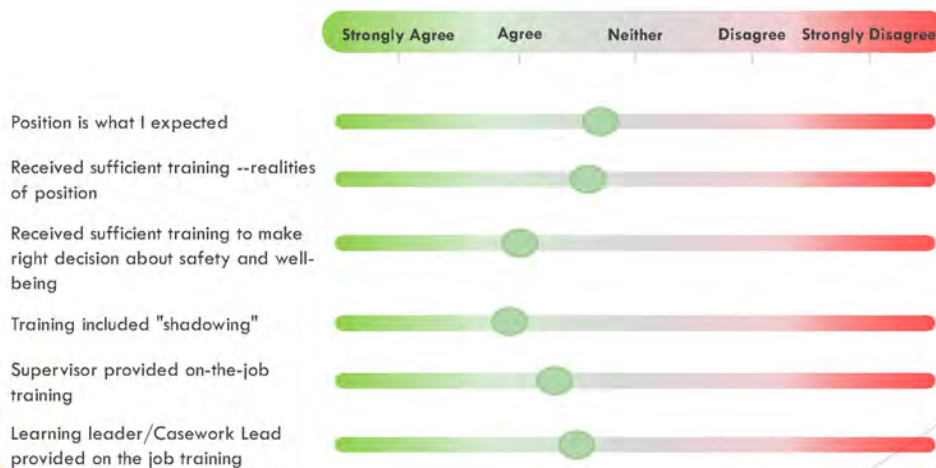 Strongly Agree Agree Neither Disagree Strongly Disagree
Position is what I expected
Received sufficient training --realities
of position
Received sufficient training to make
right decision about safety and well-
being
Training included "shadowing"
Supervisor provided on-the-job
training
Learning leader/Casework Lead
provided on the job training